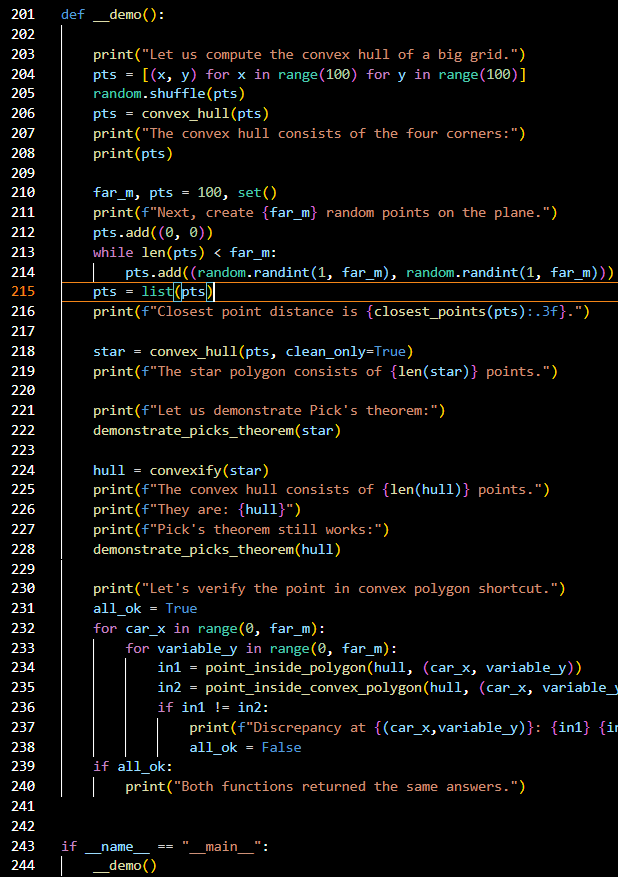 201 def __demo():
202
203     print("Let us compute the convex hull of a big grid.")
204     pts = [(x, y) for x in range(100) for y in range(100)]
205     random.shuffle(pts)
206     pts = convex_hull(pts)
207     print("The convex hull consists of the four corners:")
208     print(pts)
209
210     far_m, pts = 100, set()
211     print(f"Next, create {far_m} random points on the plane.")
212     pts.add((0, 0))
213     while len(pts) < far_m:
214         pts.add((random.randint(1, far_m), random.randint(1, far_m)))
215     pts = list(pts)
216     print(f"Closest point distance is {closest_points(pts):.3f}.")
217
218     star = convex_hull(pts, clean_only=True)
219     print(f"The star polygon consists of {len(star)} points.")
220
221     print(f"Let us demonstrate Pick's theorem:")
222     demonstrate_picks_theorem(star)
223
224     hull = convexify(star)
225     print(f"The convex hull consists of {len(hull)} points.")
226     print(f"They are: {hull}")
227     print(f"Pick's theorem still works:")
228     demonstrate_picks_theorem(hull)
229
230     print("Let's verify the point in convex polygon shortcut.")
231     all_ok = True
232     for car_x in range(0, far_m):
233         for variable_y in range(0, far_m):
234             in1 = point_inside_polygon(hull, (car_x, variable_y))
235             in2 = point_inside_convex_polygon(hull, (car_x, variable_y
236             if in1 != in2:
237                 print(f"Discrepancy at {(car_x,variable_y)}: {in1} {in
238                 all_ok = False
239     if all_ok:
240         print("Both functions returned the same answers.")
241
242
243 if __name__ == "__main__":
244     __demo()